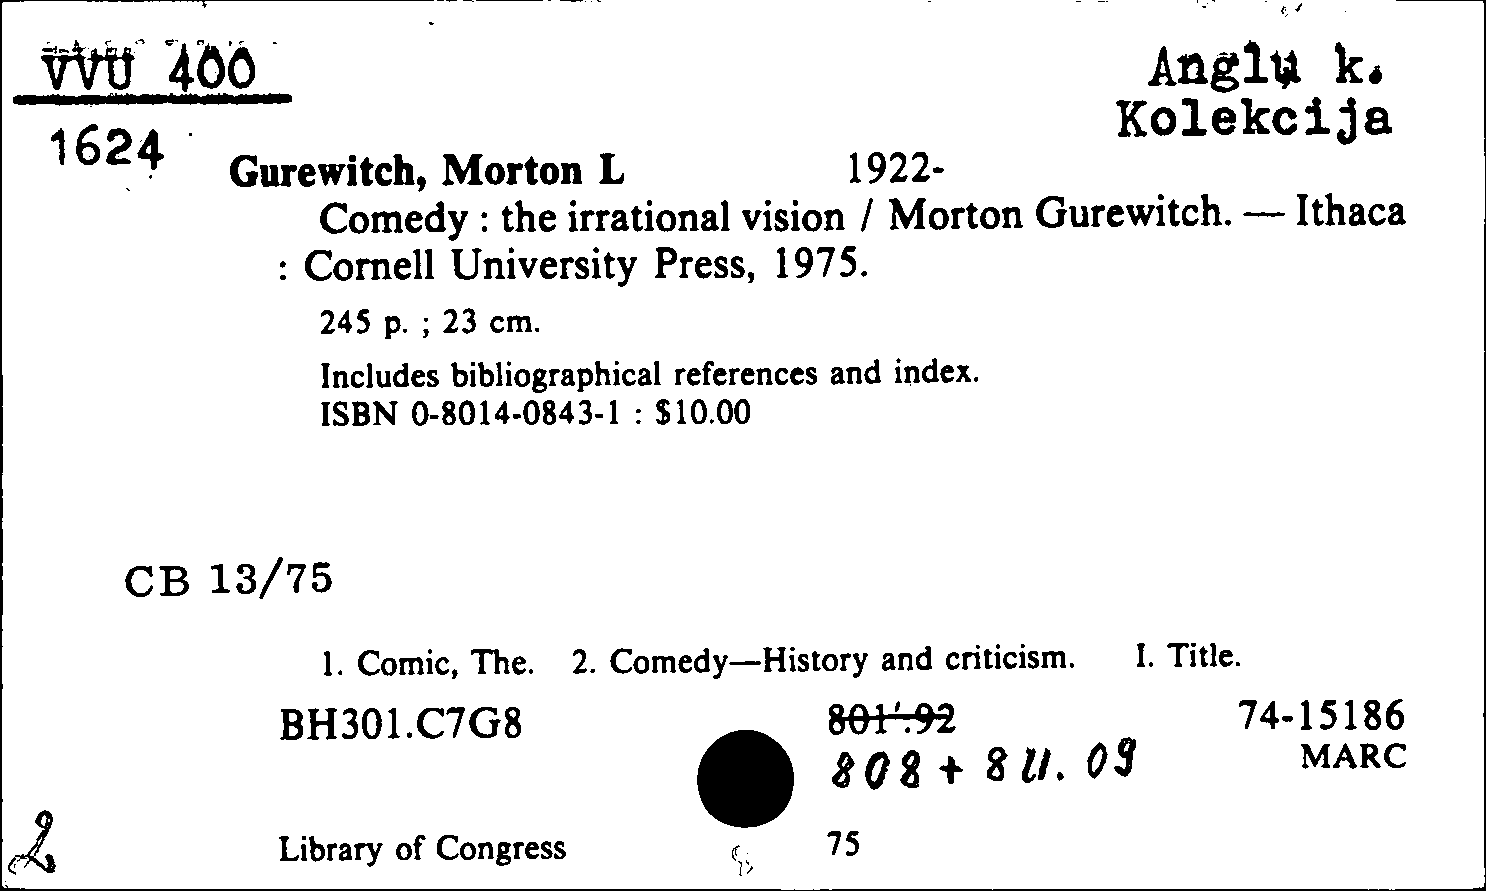 VVU 400
1624
Anglų k.
Kolekcija
Gurewitch, Morton L 1922-
Comedy : the irrational vision / Morton Gurewitch. — Ithaca
: Cornell University Press, 1975.
245 p. ; 23 cm.
Includes bibliographical references and index.
ISBN 0-8014-0843-1 : $10.00
CB 13/75
1. Comic, The. 2. Comedy—History and criticism. I. Title.
BH301.C7G8 801'.92 74-15186
808 + 8И.09 MARC
2
Library of Congress 75